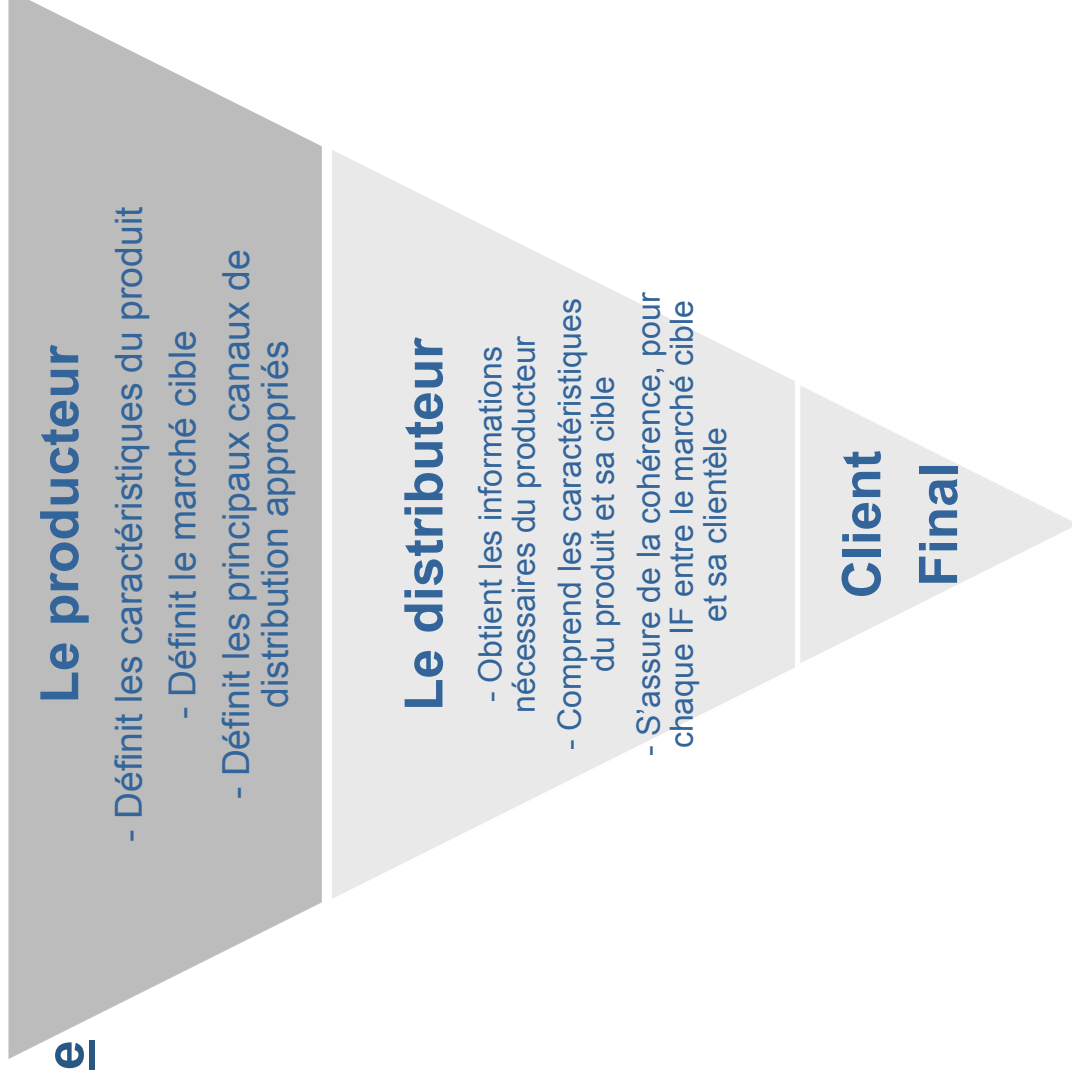 e
Le producteur
- Définit les caractéristiques du produit
- Définit le marché cible
- Définit les principaux canaux de
distribution appropriés
Le distributeur
- Obtient les informations
nécessaires du producteur
- Comprend les caractéristiques
du produit et sa cible
- S’assure de la cohérence, pour
chaque IF entre le marché cible
et sa clientèle
Client
Final